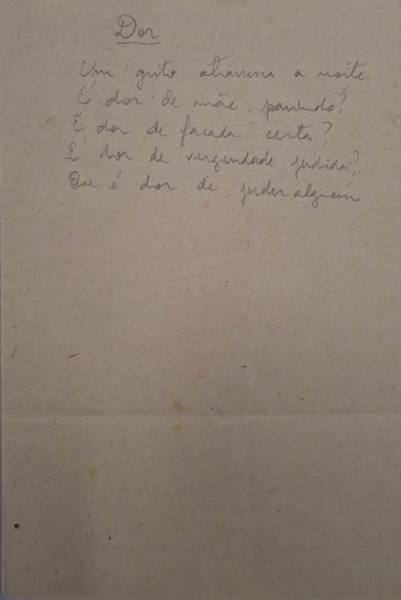 Dor
Um grito atravessa a noite
É dor de mãe parindo?
É dor de facada certa?
É dor de virgindade perdida?
Ou é dor de perder alguém